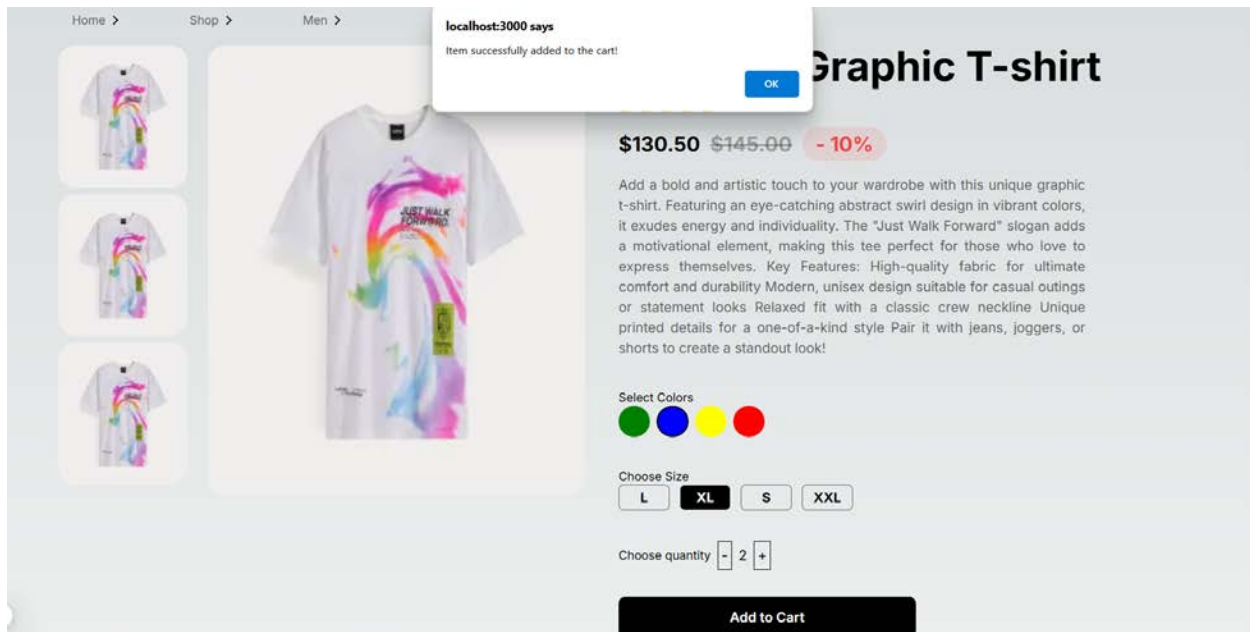 Home >
Shop >
Men >
localhost:3000 says
Item successfully added to the cart!
OK
Graphic T-shirt
$130.50 $145.00 - 10%
Add a bold and artistic touch to your wardrobe with this unique graphic
t-shirt. Featuring an eye-catching abstract swirl design in vibrant colors,
it exudes energy and individuality. The "Just Walk Forward" slogan adds
a motivational element, making this tee perfect for those who love to
express themselves. Key Features: High-quality fabric for ultimate
comfort and durability Modern, unisex design suitable for casual outings
or statement looks Relaxed fit with a classic crew neckline Unique
printed details for a one-of-a-kind style Pair it with jeans, joggers, or
shorts to create a standout look!
JUST WALK
FORWARD.
Select Colors
Choose Size
L XL S XXL
Choose quantity - 2 +
Add to Cart